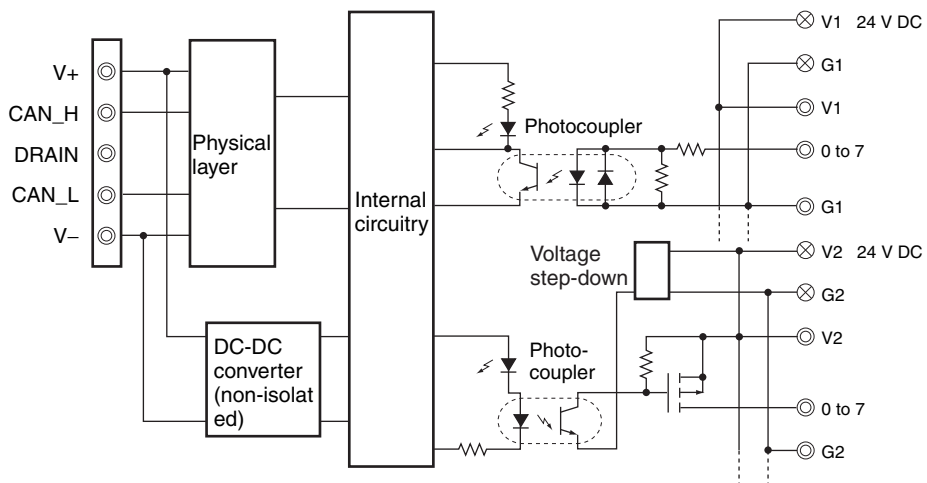 V+
CAN_H
DRAIN
CAN_L
V–
Physical
layer
DC-DC
converter
(non-isolat
ed)
Internal
circuitry
Photocoupler
Voltage
step-down
Photo-
coupler
V1 24 V DC
G1
V1
0 to 7
G1
V2 24 V DC
G2
V2
0 to 7
G2